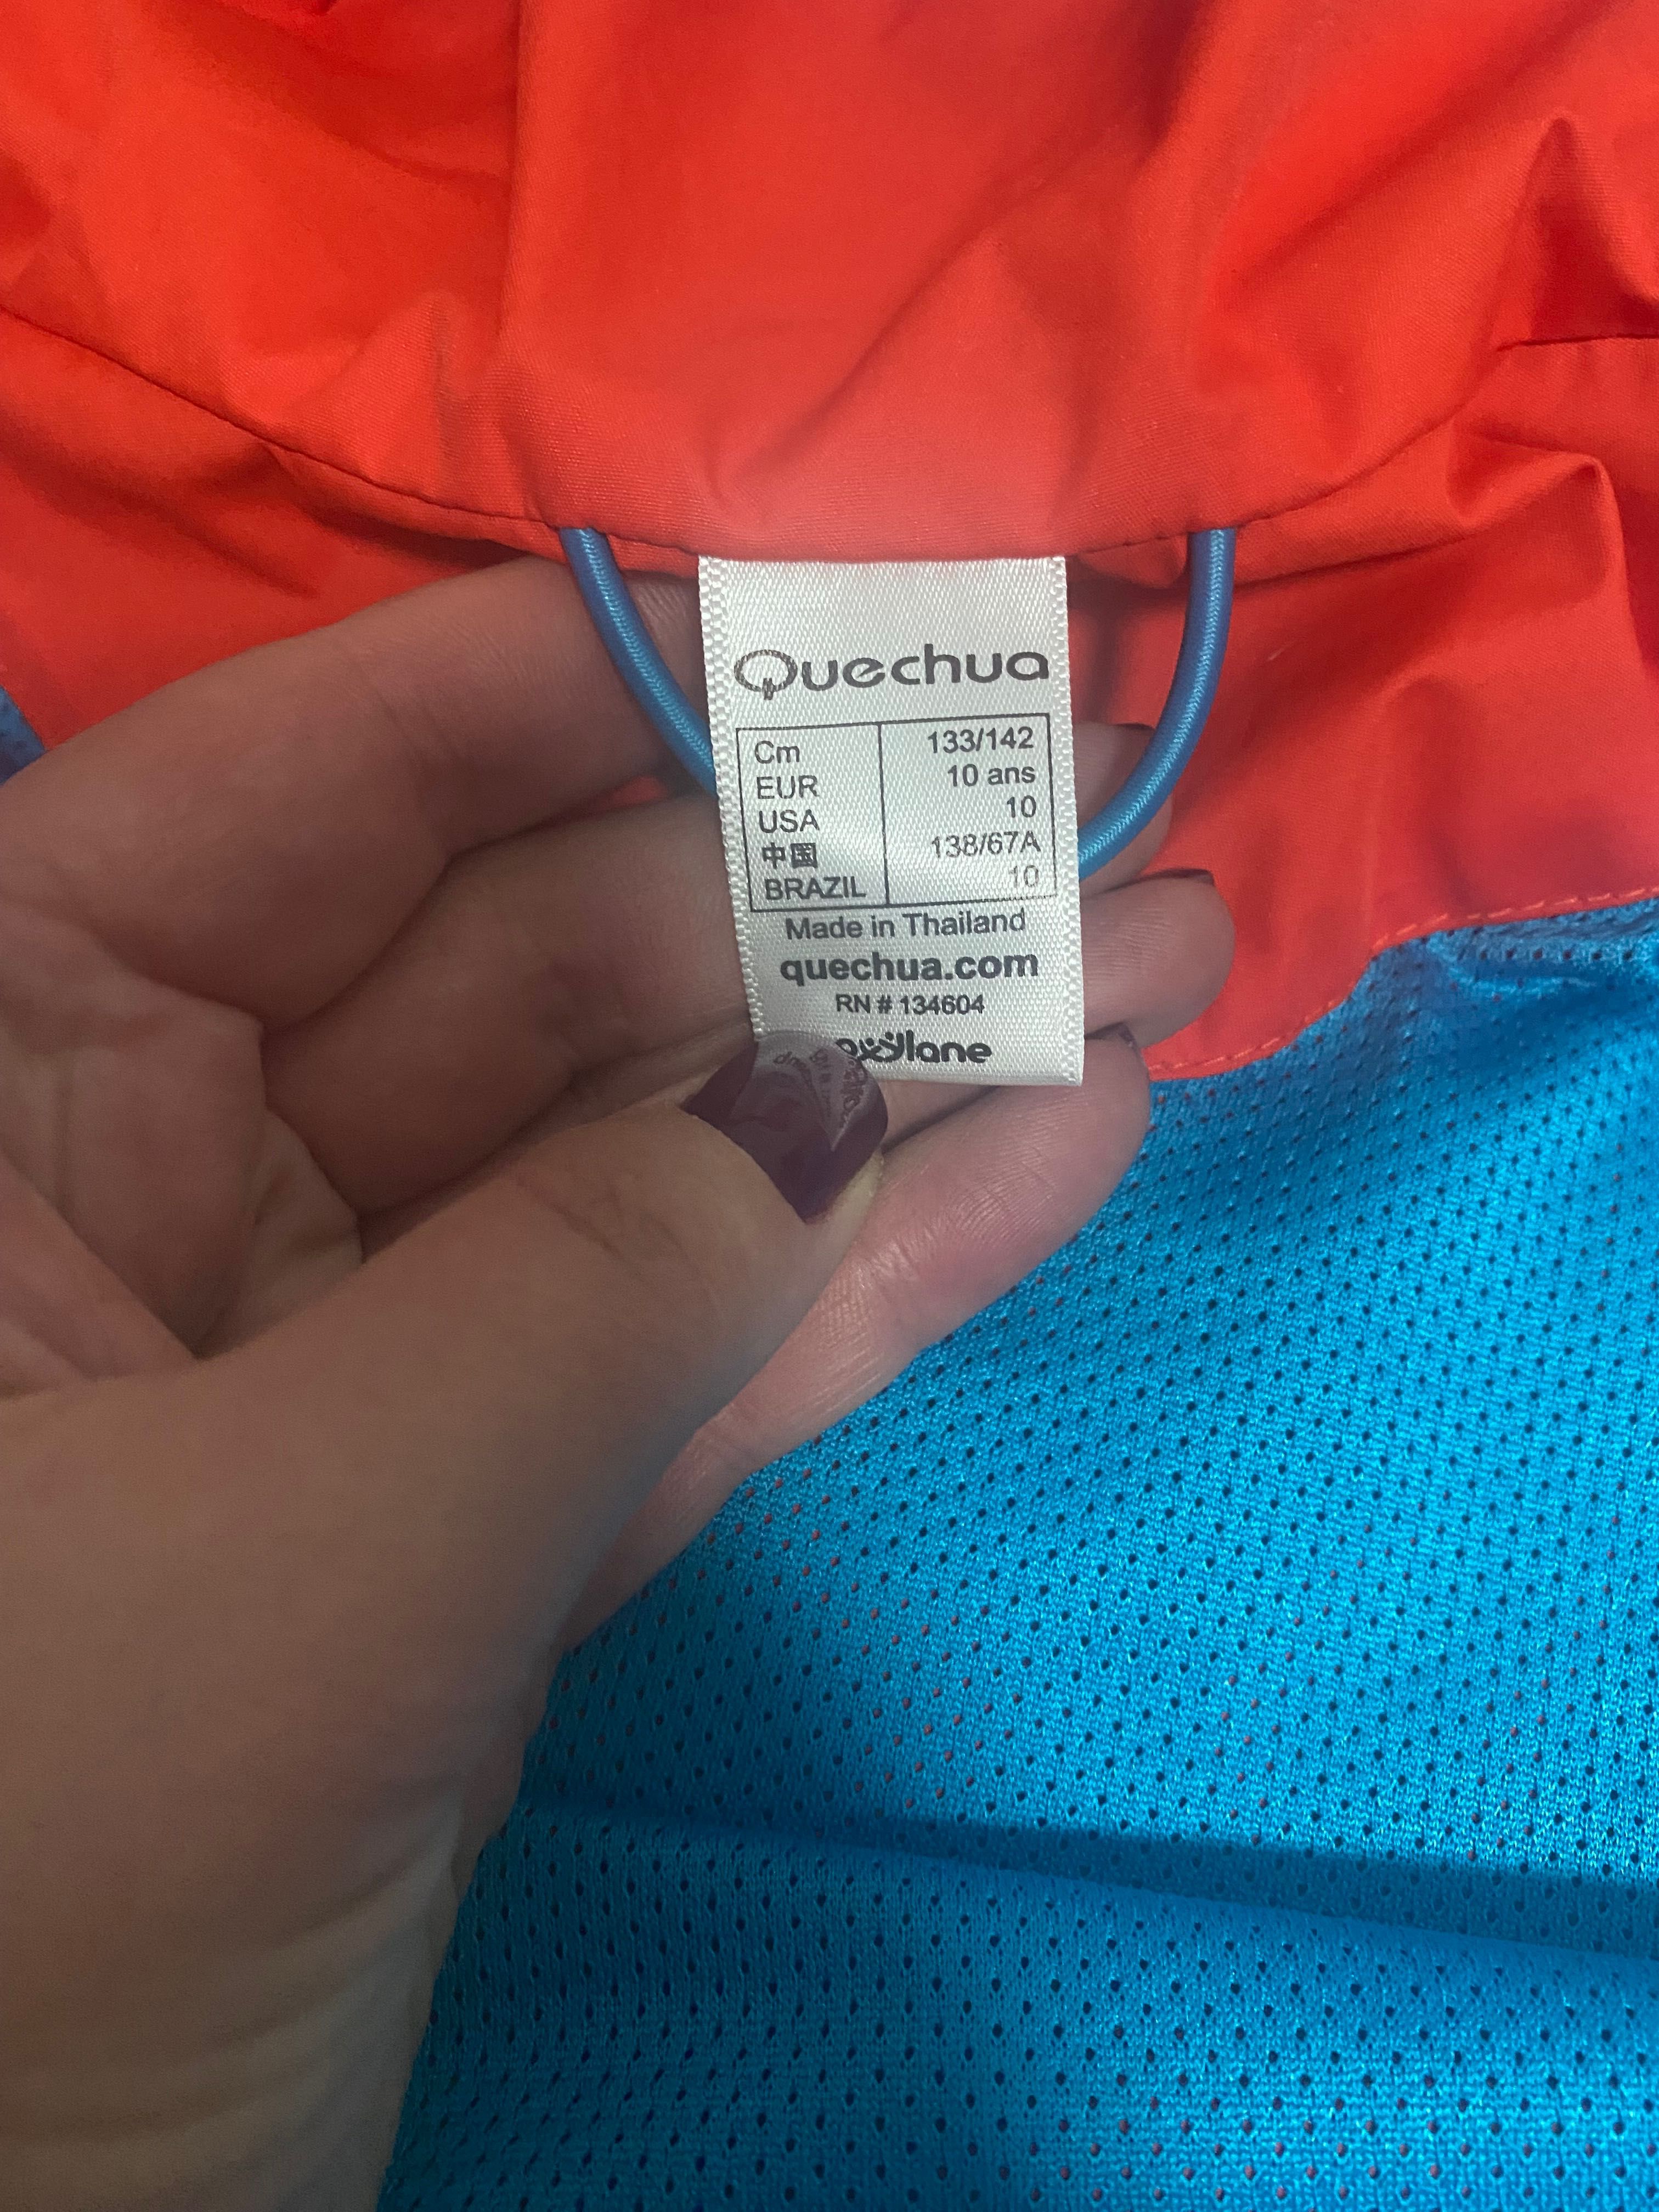 Quechua
Cm 133/142
EUR 10 ans
USA 10
中国 138/67A
BRAZIL 10
Made in Thailand
quechua.com
RN # 134604
oxylane